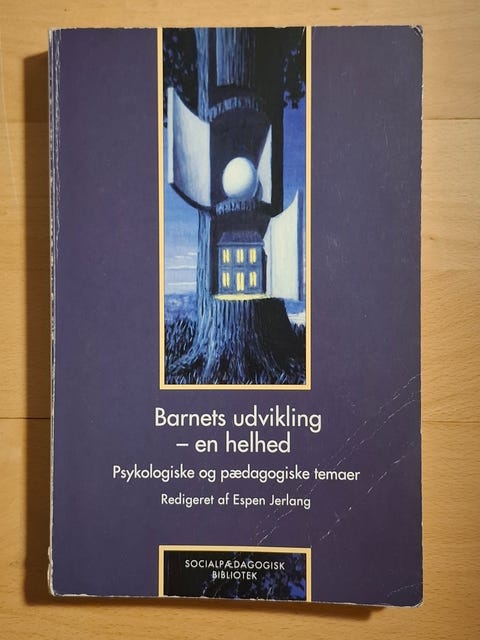 Barnets udvikling
– en helhed
Psykologiske og pædagogiske temaer
Redigeret af Espen Jerlang
SOCIALPÆDAGOGISK
BIBLIOTEK